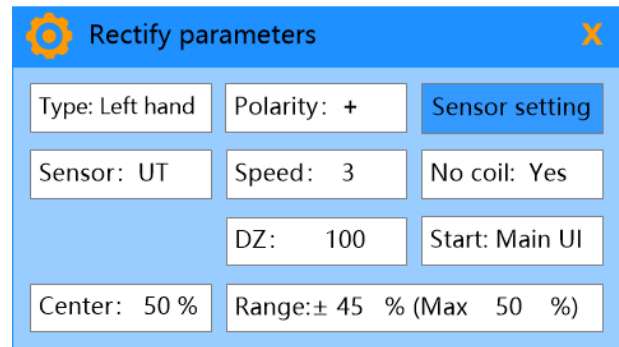 Rectify parameters X
Type: Left hand Polarity: + Sensor setting
Sensor: UT Speed: 3 No coil: Yes
DZ: 100 Start: Main UI
Center: 50 % Range:± 45 % (Max 50 %)